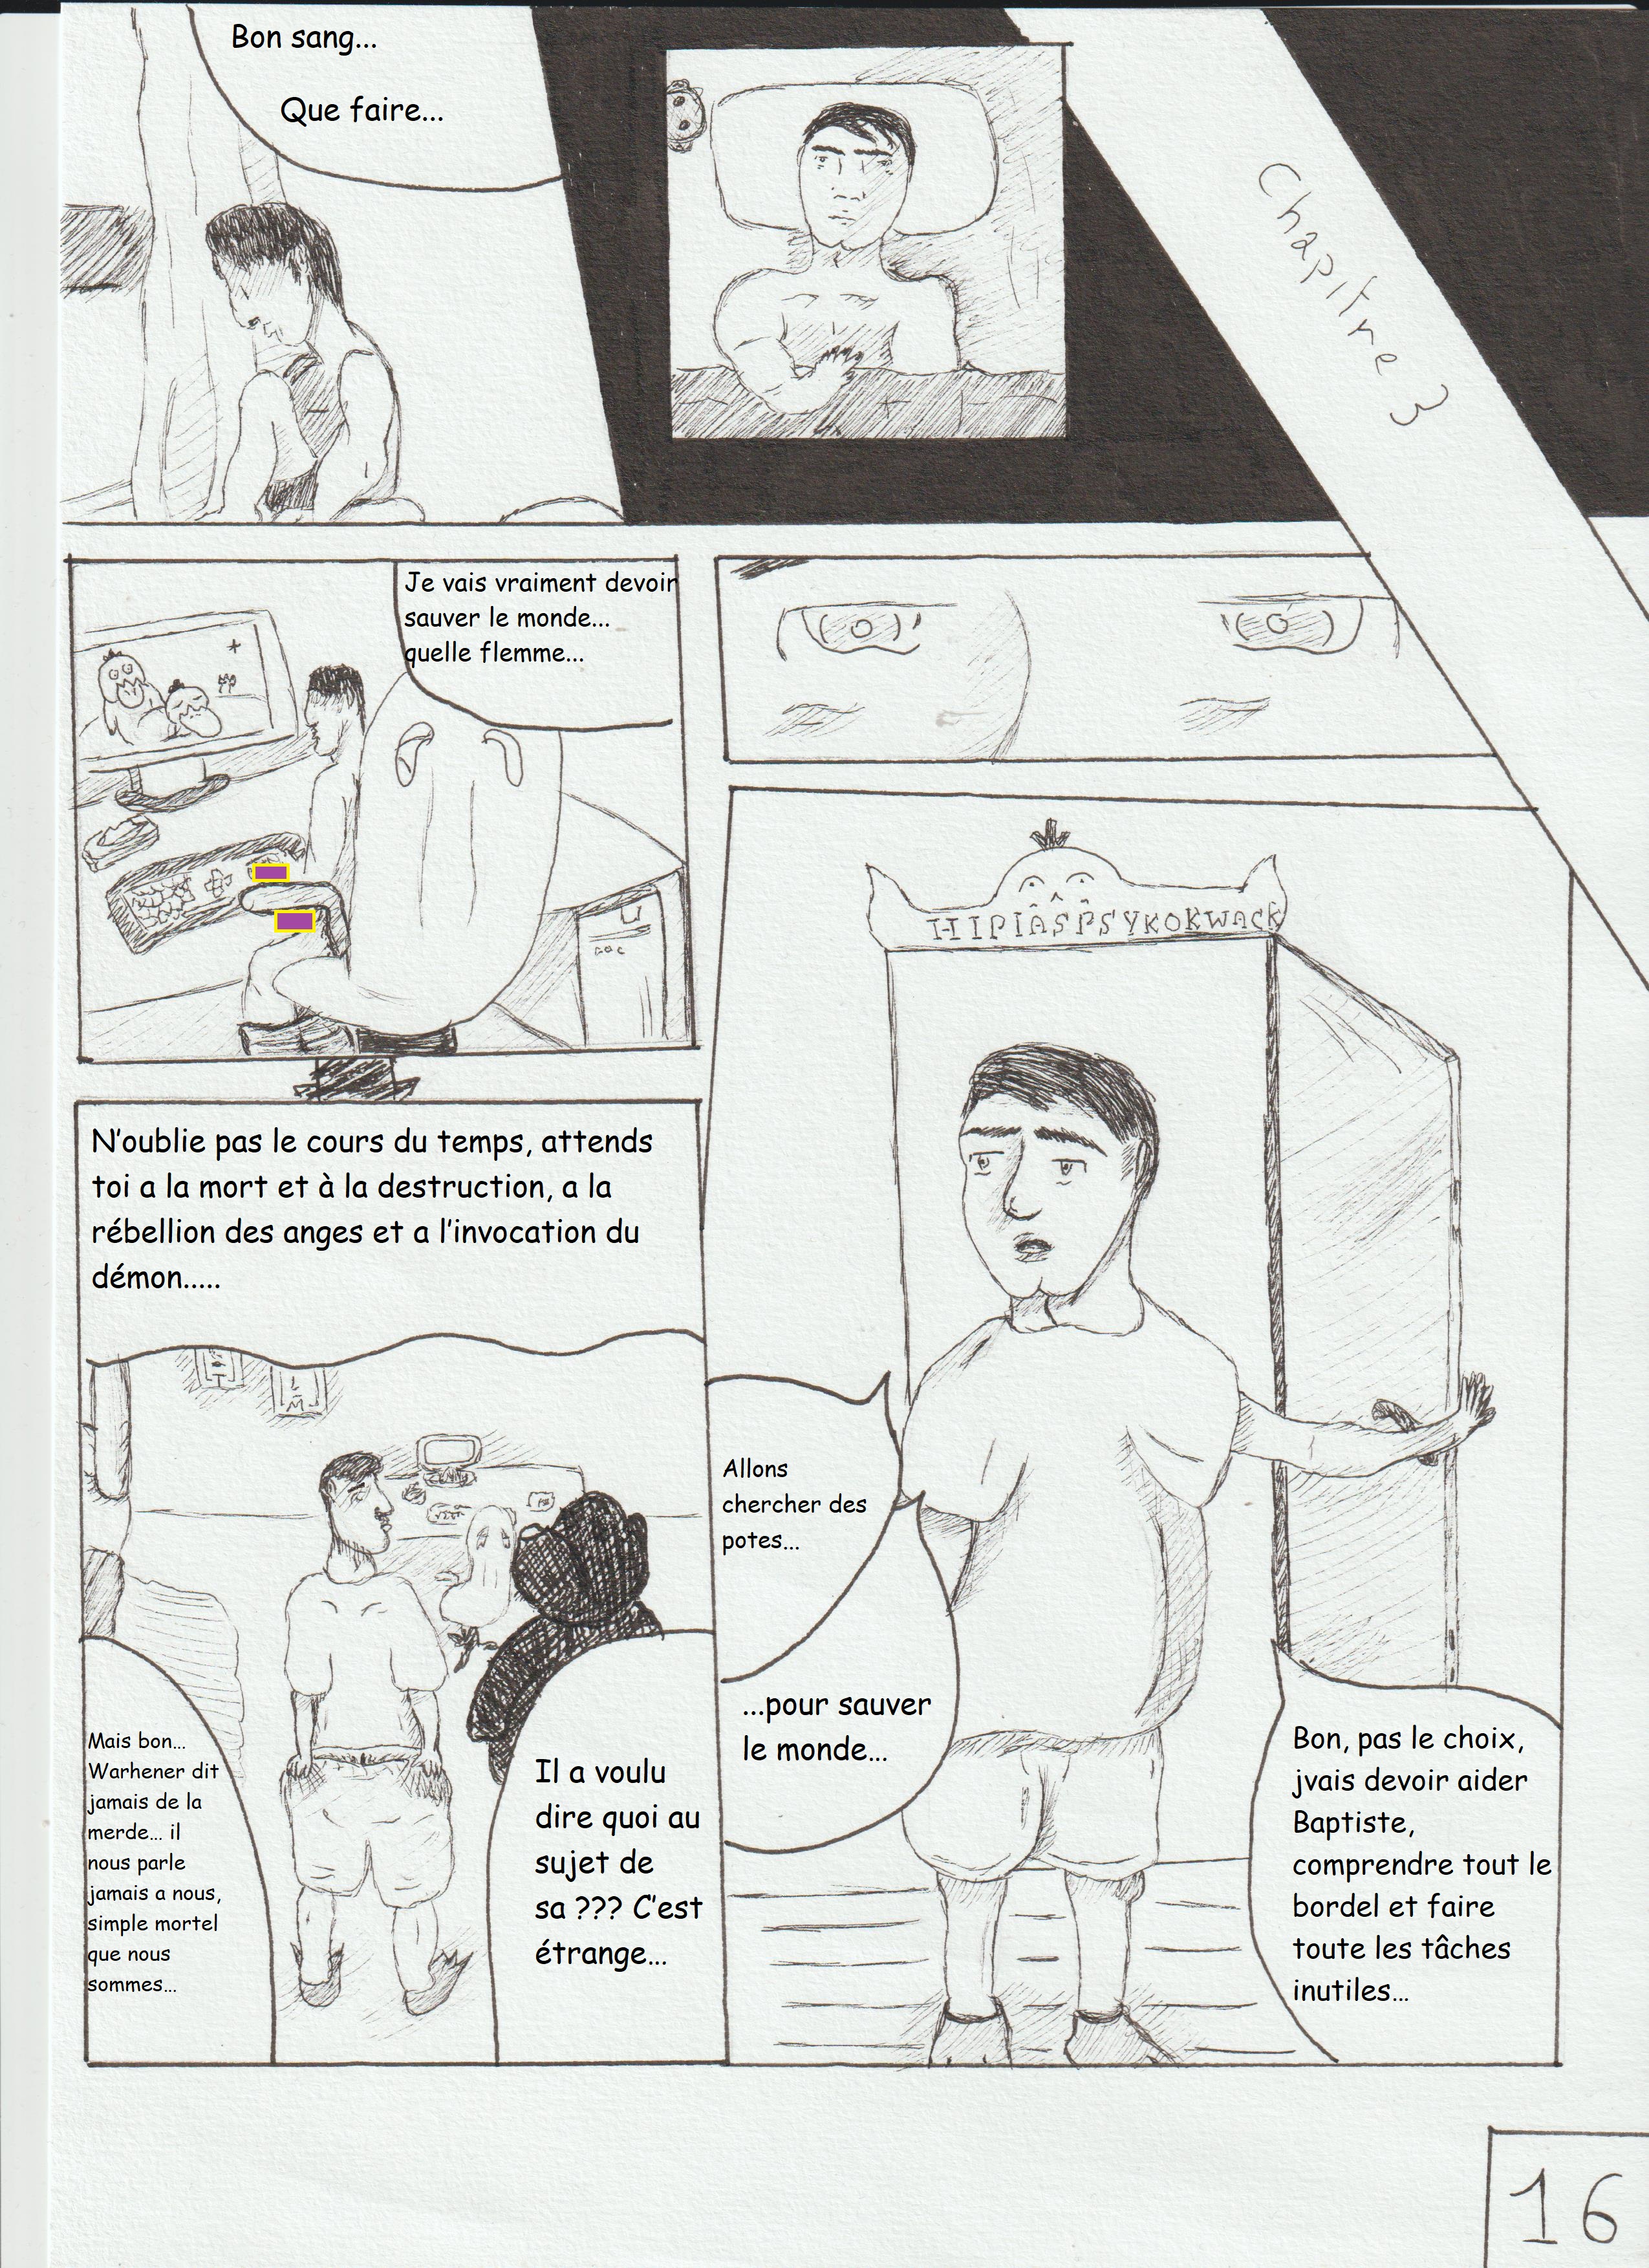 Chapitre 3
Bon sang...
Que faire...
Je vais vraiment devoir
sauver le monde...
quelle flemme...
HIPIÂSP̂SYKOKWACK
Bon, pas le choix,
jvais devoir aider
Baptiste,
comprendre tout le
bordel et faire
toute les tâches
inutiles...
Allons
chercher des
potes...
...pour sauver
le monde...
N'oublie pas le cours du temps, attends
toi a la mort et à la destruction, a la
rébellion des anges et a l'invocation du
démon.....
Il a voulu
dire quoi au
sujet de
sa ??? C'est
étrange...
Mais bon...
Warhener dit
jamais de la
merde... il
nous parle
jamais a nous,
simple mortel
que nous
sommes...
16